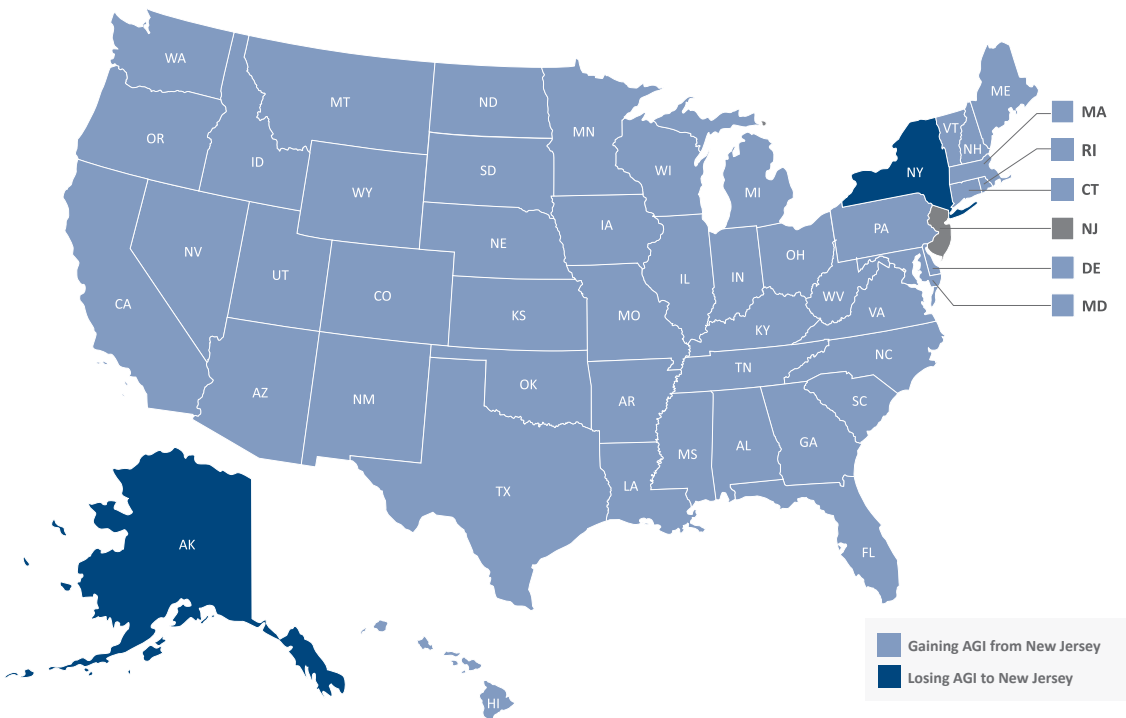 WA
MT
ND
MN
ME
MA
OR
ID
SD
WI
VT
NH
RI
WY
MI
NY
CT
NV
NE
IA
PA
NJ
UT
CO
IL
IN
OH
DE
CA
KS
MO
WV
VA
MD
KY
AZ
NM
OK
TN
NC
AR
SC
MS
AL
GA
TX
LA
AK
FL
HI
Gaining AGI from New Jersey
Losing AGI to New Jersey